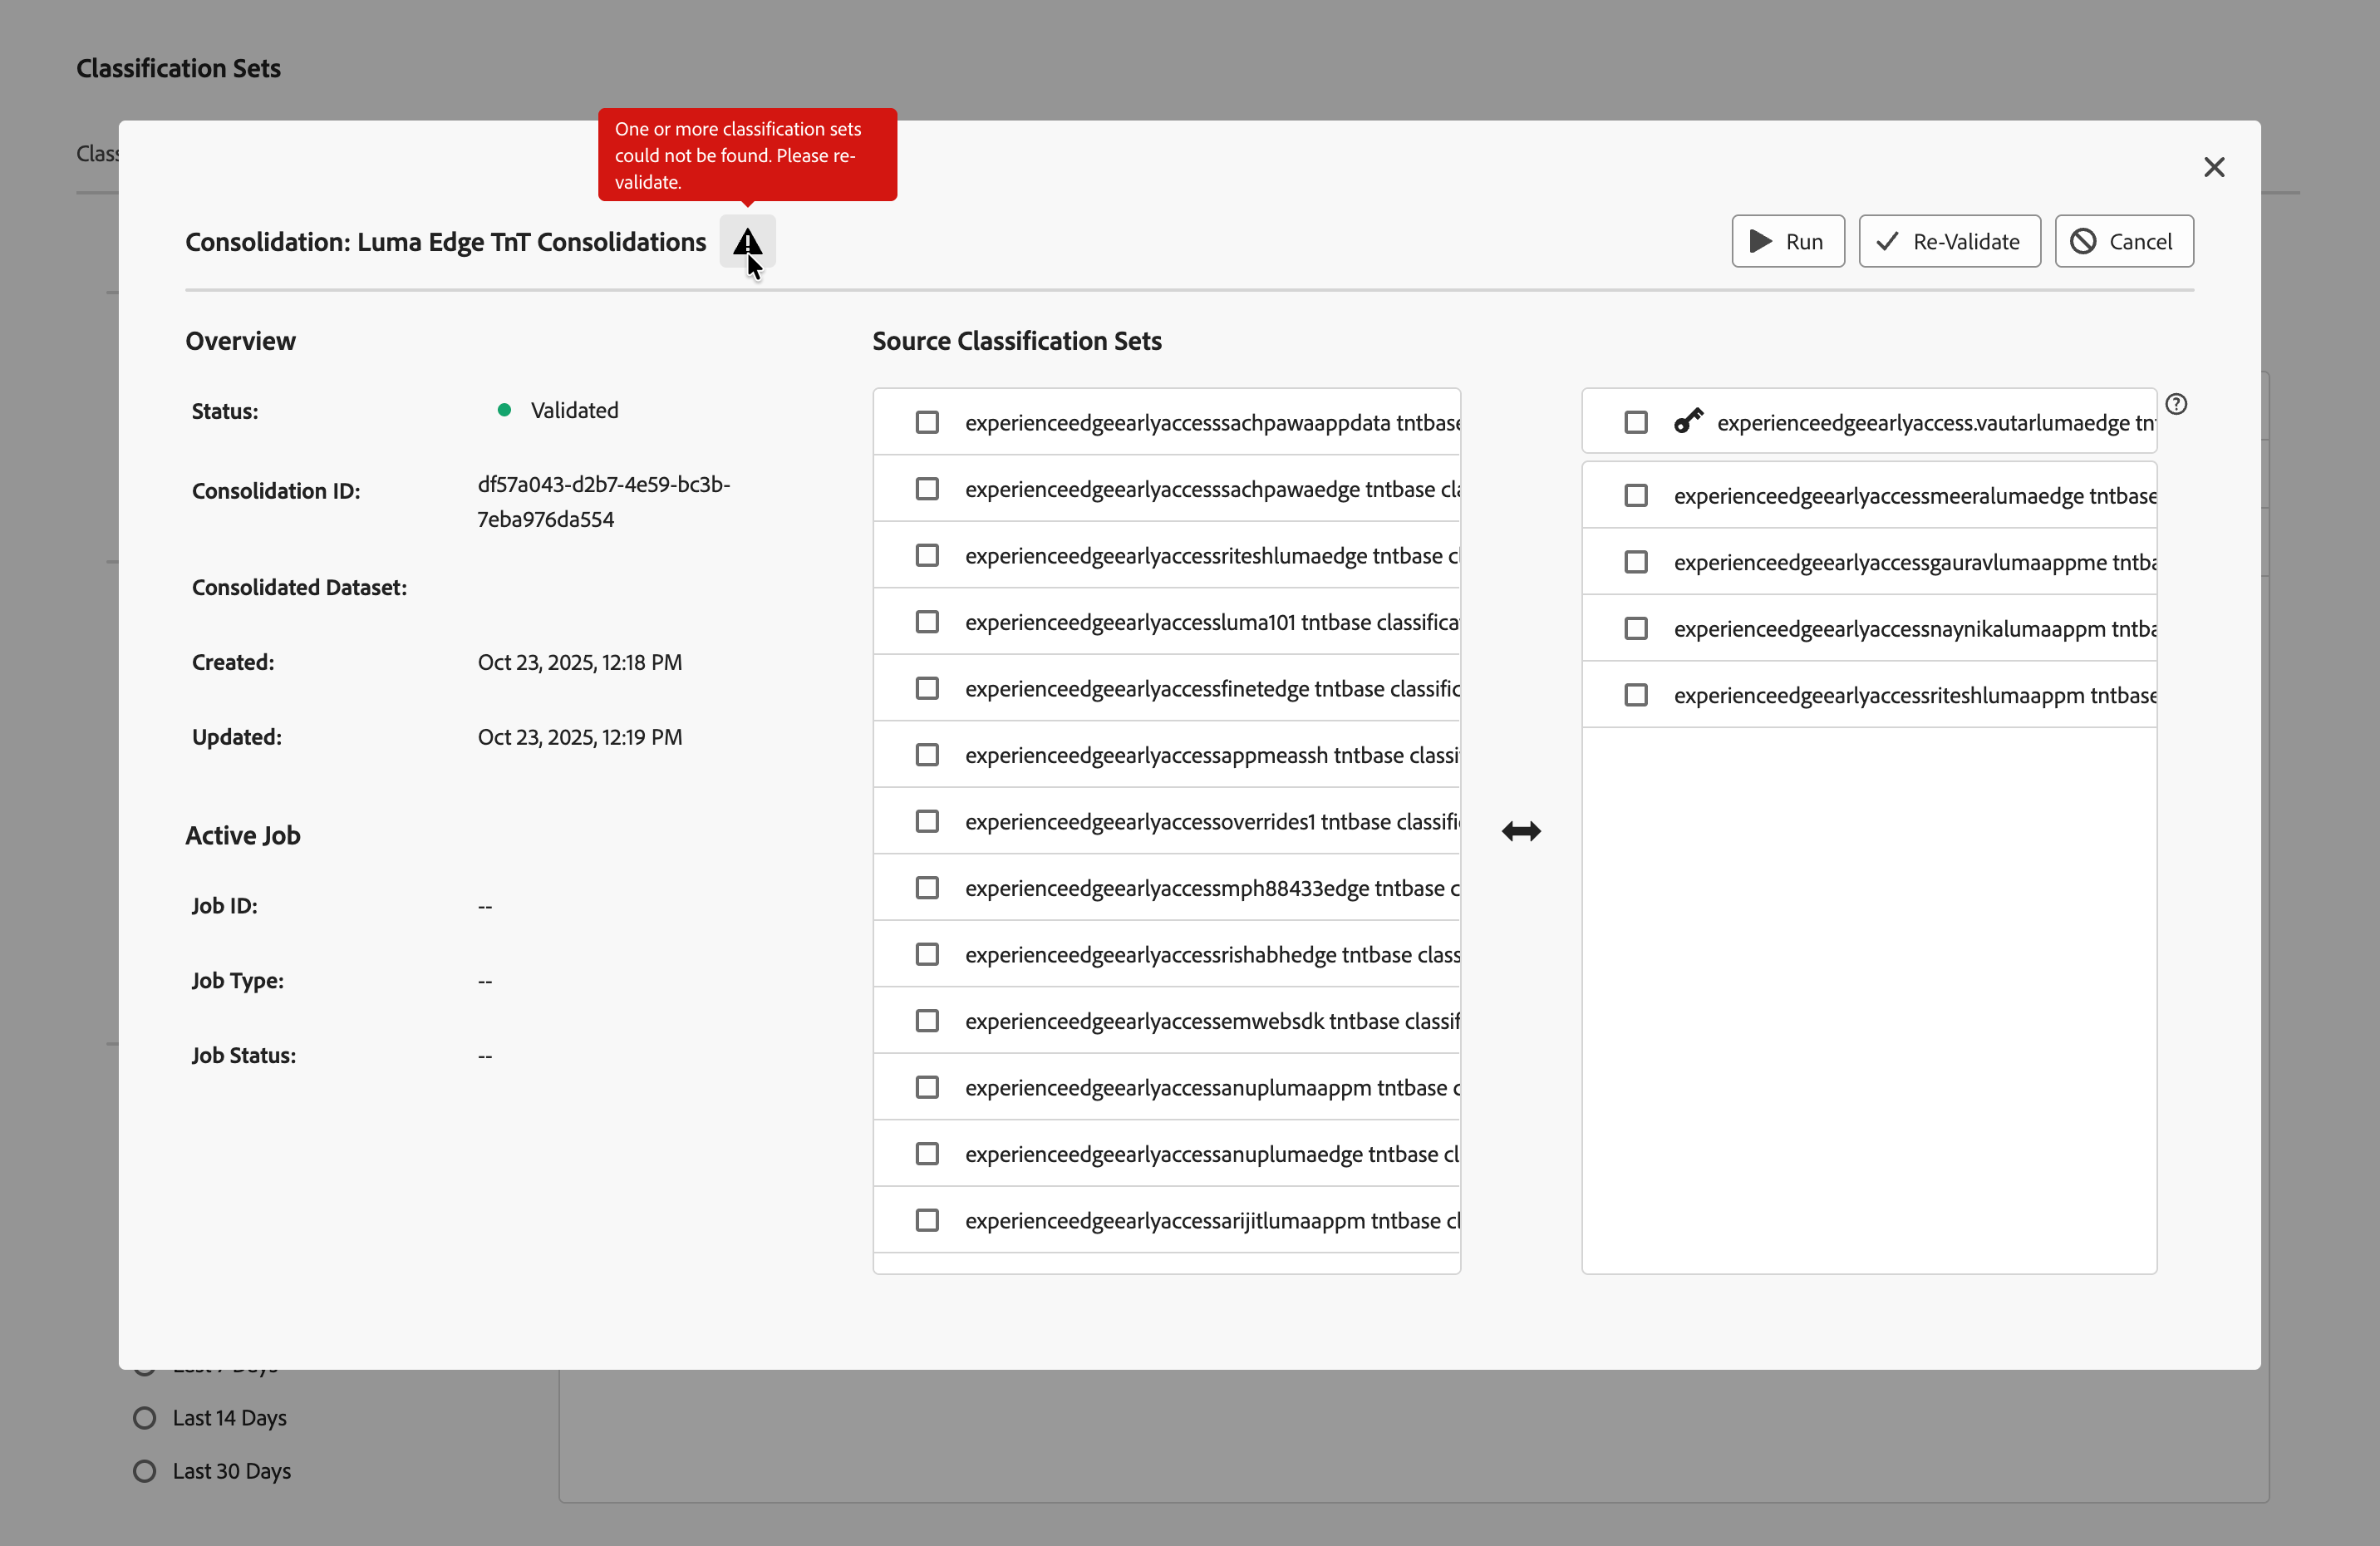 Classification Sets
Class
One or more classification sets
could not be found. Please re-
validate.
Consolidation: Luma Edge TnT Consolidations
Run
Re-Validate
Cancel
Overview
Status:
Validated
Consolidation ID:
df57a043-d2b7-4e59-bc3b-
7eba976da554
Consolidated Dataset:
Created:
Oct 23, 2025, 12:18 PM
Updated:
Oct 23, 2025, 12:19 PM
Active Job
Job ID:
--
Job Type:
--
Job Status:
--
Source Classification Sets
experienceedgeearlyaccesssachpawaappdata tntbase
experienceedgeearlyaccesssachpawaedge tntbase cla
experienceedgeearlyaccessriteshlumaedge tntbase cl
experienceedgeearlyaccessluma101 tntbase classifica
experienceedgeearlyaccessfinetedge tntbase classific
experienceedgeearlyaccessappmeassh tntbase classi
experienceedgeearlyaccessoverrides1 tntbase classifi
experienceedgeearlyaccessmph88433edge tntbase c
experienceedgeearlyaccessrishabhedge tntbase class
experienceedgeearlyaccessemwebsdk tntbase classif
experienceedgeearlyaccessanuplumaappm tntbase c
experienceedgeearlyaccessanuplumaedge tntbase cl
experienceedgeearlyaccessarijitlumaappm tntbase cl
experienceedgeearlyaccess.vautarlumaedge tn
experienceedgeearlyaccessmeeralumaedge tntbase
experienceedgeearlyaccessgauravlumaappme tntba
experienceedgeearlyaccessnaynikalumaappm tntba
experienceedgeearlyaccessriteshlumaappm tntbase
Last 7 Days
Last 14 Days
Last 30 Days